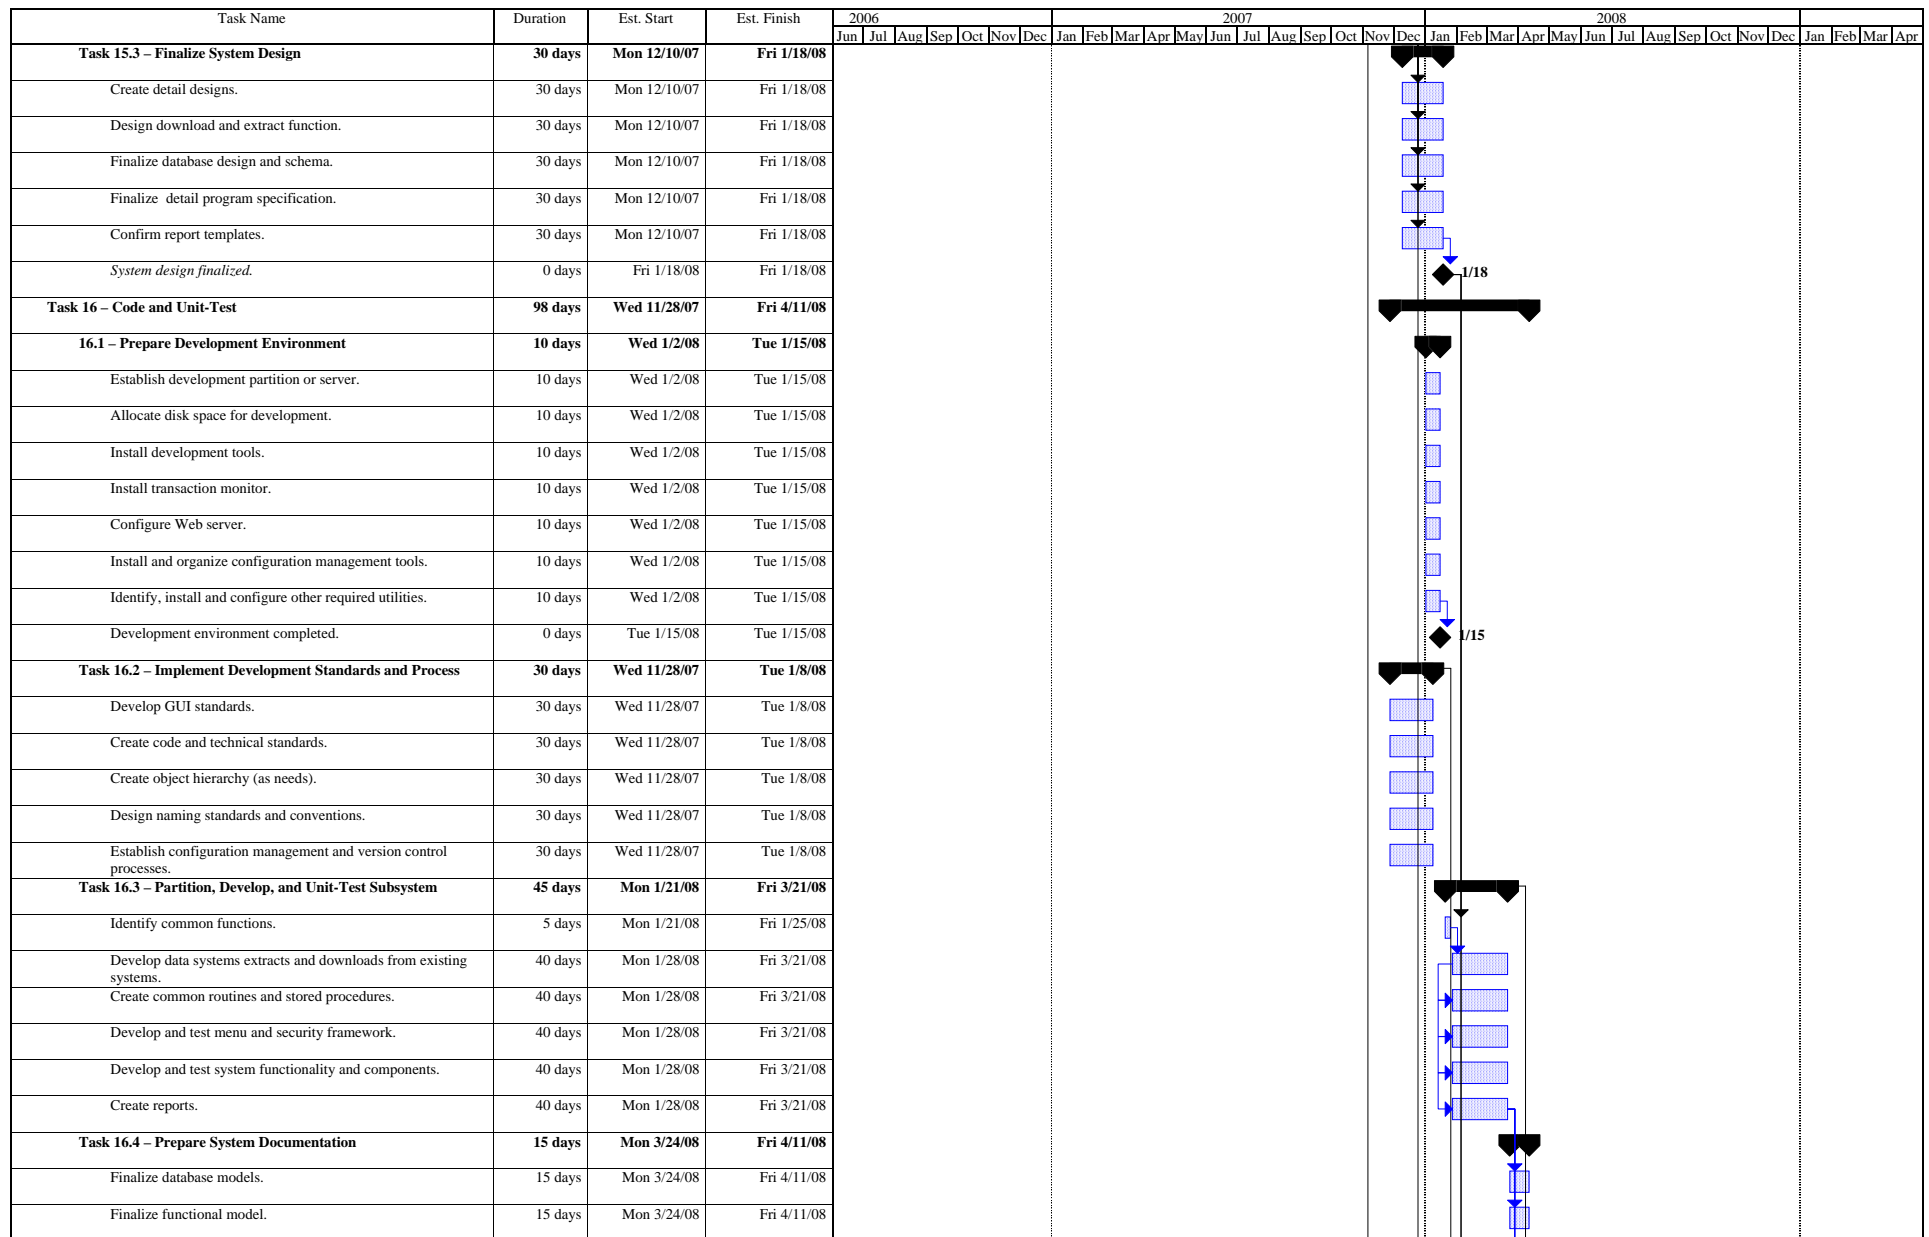 Task Name Duration Est. Start Est. Finish 2006 2007 2008
Jun Jul Aug Sep Oct Nov Dec Jan Feb Mar Apr May Jun Jul Aug Sep Oct Nov Dec Jan Feb Mar Apr May Jun Jul Aug Sep Oct Nov Dec Jan Feb Mar Apr
Task 15.3 – Finalize System Design 30 days Mon 12/10/07 Fri 1/18/08
Create detail designs. 30 days Mon 12/10/07 Fri 1/18/08
Design download and extract function. 30 days Mon 12/10/07 Fri 1/18/08
Finalize database design and schema. 30 days Mon 12/10/07 Fri 1/18/08
Finalize detail program specification. 30 days Mon 12/10/07 Fri 1/18/08
Confirm report templates. 30 days Mon 12/10/07 Fri 1/18/08
System design finalized. 0 days Fri 1/18/08 Fri 1/18/08 1/18
Task 16 – Code and Unit-Test 98 days Wed 11/28/07 Fri 4/11/08
16.1 – Prepare Development Environment 10 days Wed 1/2/08 Tue 1/15/08
Establish development partition or server. 10 days Wed 1/2/08 Tue 1/15/08
Allocate disk space for development. 10 days Wed 1/2/08 Tue 1/15/08
Install development tools. 10 days Wed 1/2/08 Tue 1/15/08
Install transaction monitor. 10 days Wed 1/2/08 Tue 1/15/08
Configure Web server. 10 days Wed 1/2/08 Tue 1/15/08
Install and organize configuration management tools. 10 days Wed 1/2/08 Tue 1/15/08
Identify, install and configure other required utilities. 10 days Wed 1/2/08 Tue 1/15/08
Development environment completed. 0 days Tue 1/15/08 Tue 1/15/08 1/15
Task 16.2 – Implement Development Standards and Process 30 days Wed 11/28/07 Tue 1/8/08
Develop GUI standards. 30 days Wed 11/28/07 Tue 1/8/08
Create code and technical standards. 30 days Wed 11/28/07 Tue 1/8/08
Create object hierarchy (as needs). 30 days Wed 11/28/07 Tue 1/8/08
Design naming standards and conventions. 30 days Wed 11/28/07 Tue 1/8/08
Establish configuration management and version control 30 days Wed 11/28/07 Tue 1/8/08
processes.
Task 16.3 – Partition, Develop, and Unit-Test Subsystem 45 days Mon 1/21/08 Fri 3/21/08
Identify common functions. 5 days Mon 1/21/08 Fri 1/25/08
Develop data systems extracts and downloads from existing 40 days Mon 1/28/08 Fri 3/21/08
systems.
Create common routines and stored procedures. 40 days Mon 1/28/08 Fri 3/21/08
Develop and test menu and security framework. 40 days Mon 1/28/08 Fri 3/21/08
Develop and test system functionality and components. 40 days Mon 1/28/08 Fri 3/21/08
Create reports. 40 days Mon 1/28/08 Fri 3/21/08
Task 16.4 – Prepare System Documentation 15 days Mon 3/24/08 Fri 4/11/08
Finalize database models. 15 days Mon 3/24/08 Fri 4/11/08
Finalize functional model. 15 days Mon 3/24/08 Fri 4/11/08